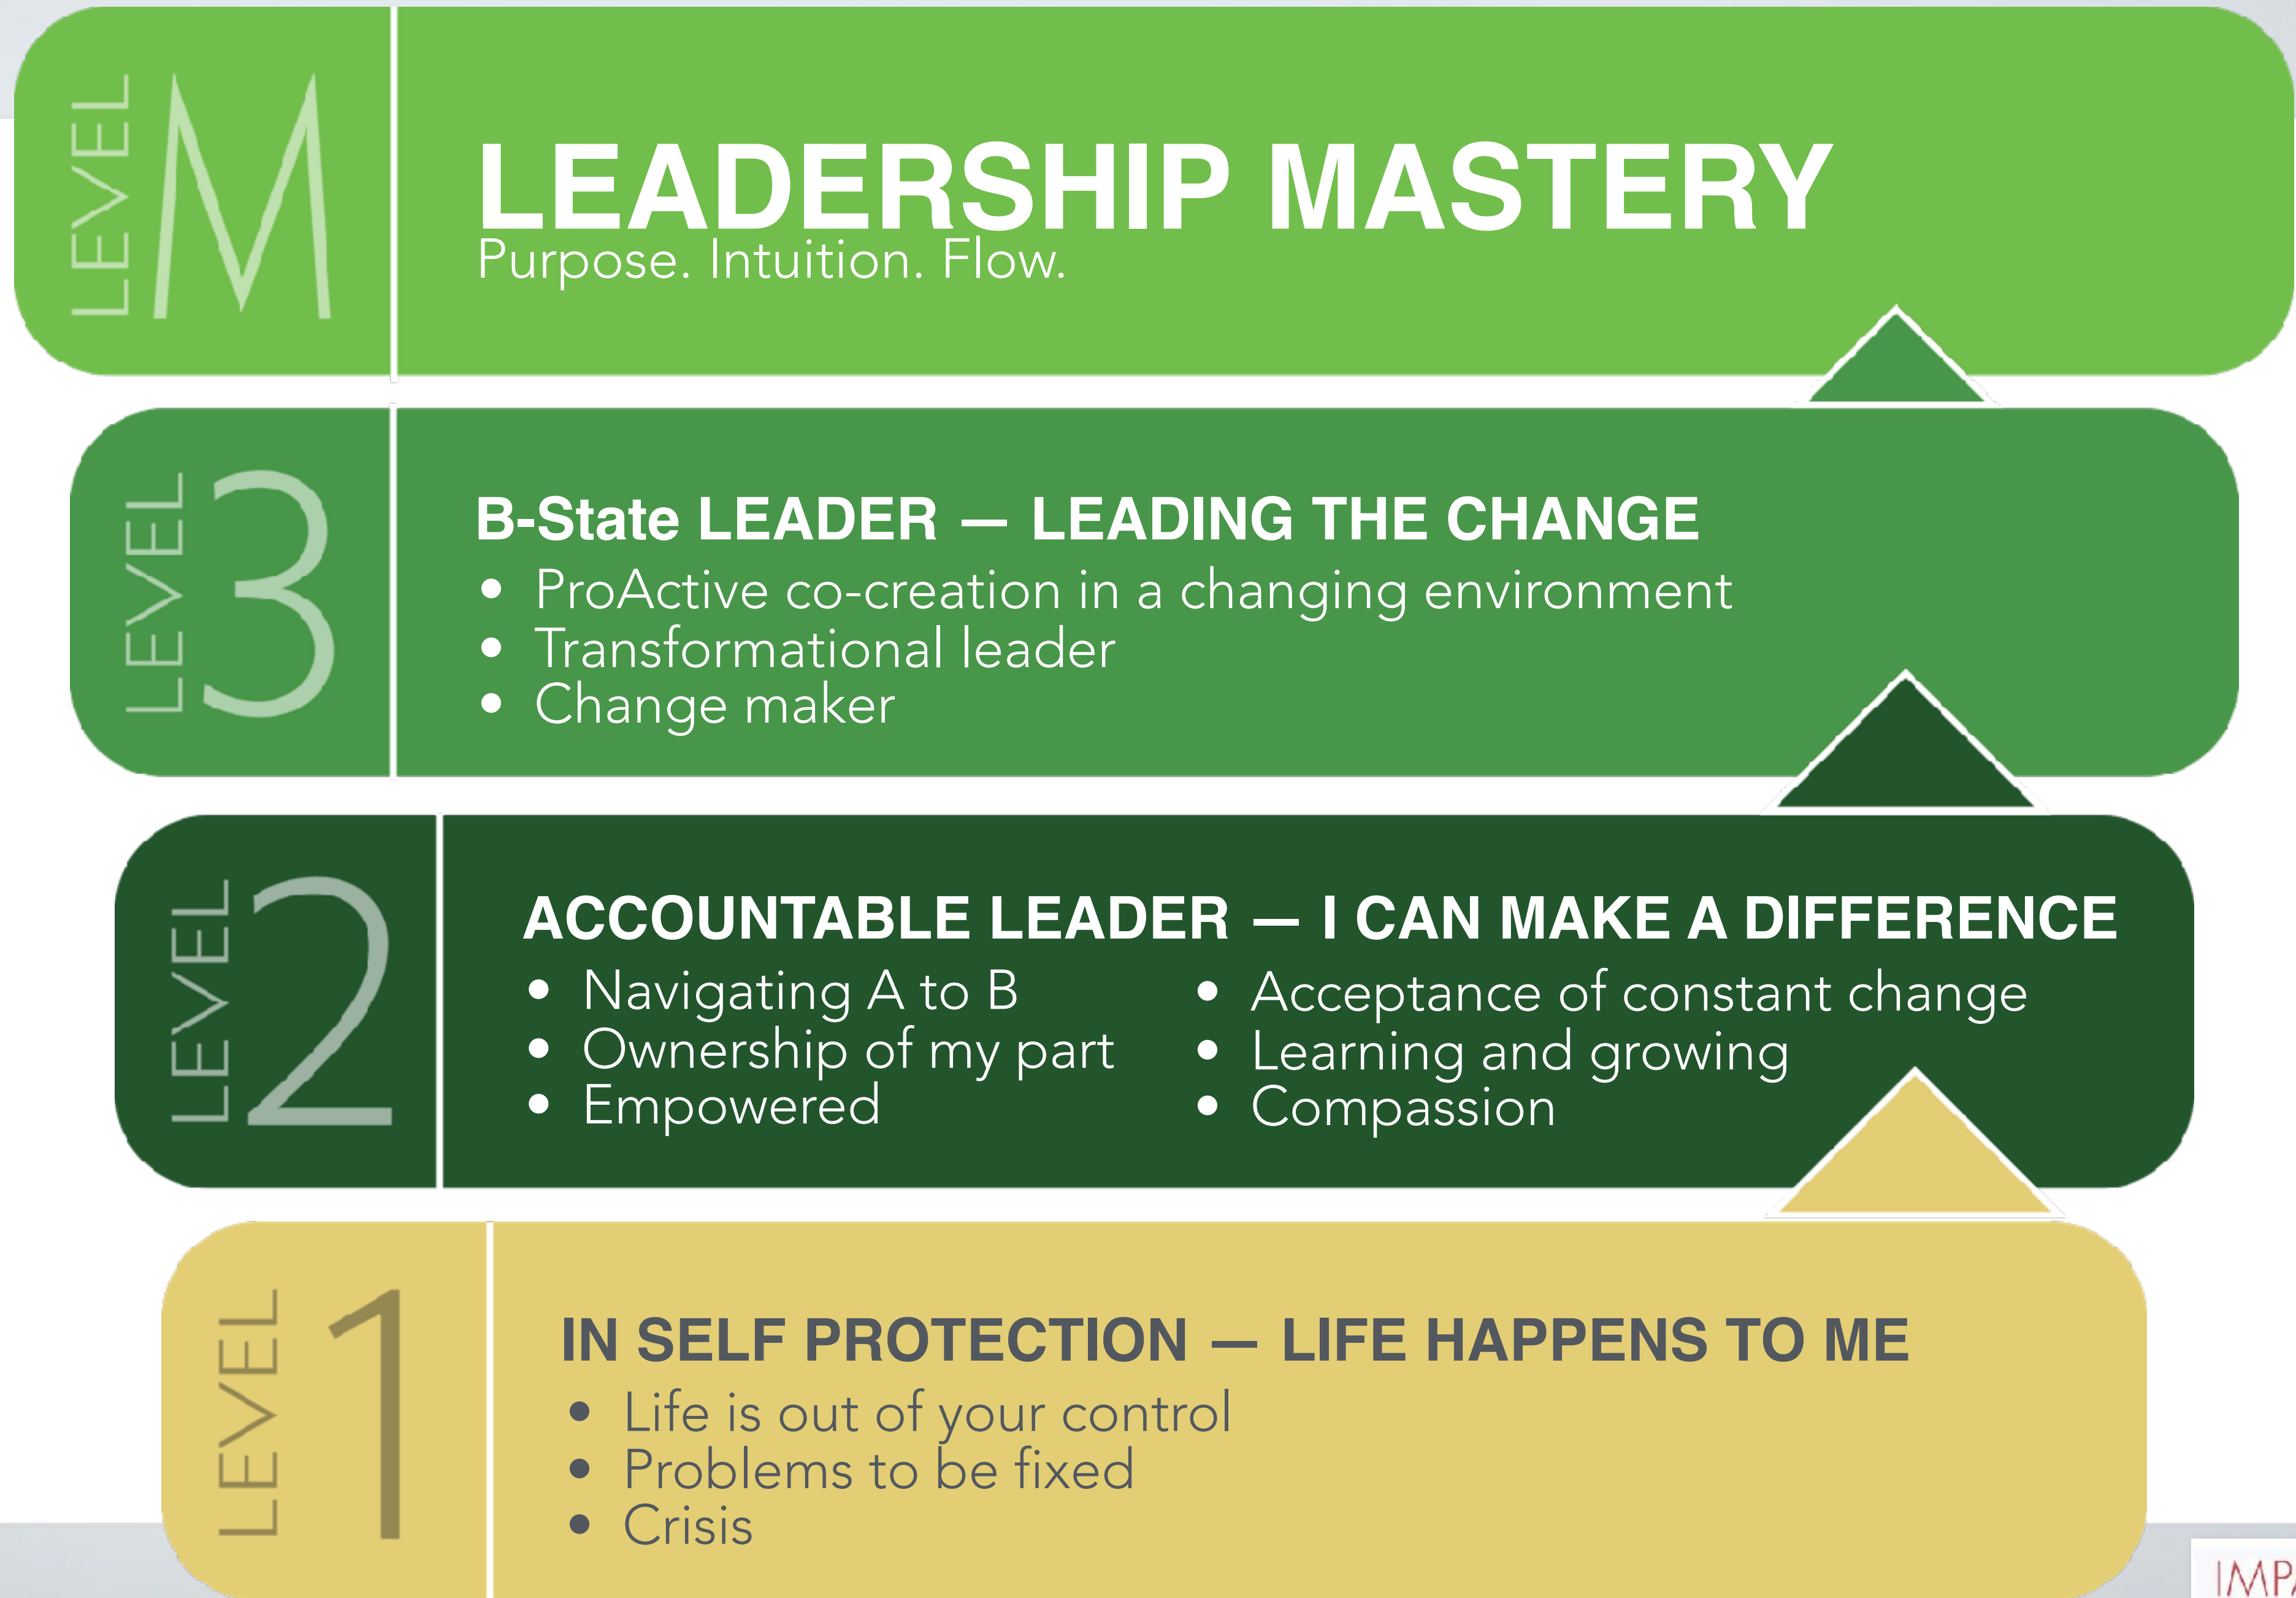 LEVEL M
LEADERSHIP MASTERY
Purpose. Intuition. Flow.
LEVEL 3
B-State LEADER — LEADING THE CHANGE
• ProActive co-creation in a changing environment
• Transformational leader
• Change maker
LEVEL 2
ACCOUNTABLE LEADER — I CAN MAKE A DIFFERENCE
• Navigating A to B
• Ownership of my part
• Empowered
• Acceptance of constant change
• Learning and growing
• Compassion
LEVEL 1
IN SELF PROTECTION — LIFE HAPPENS TO ME
• Life is out of your control
• Problems to be fixed
• Crisis